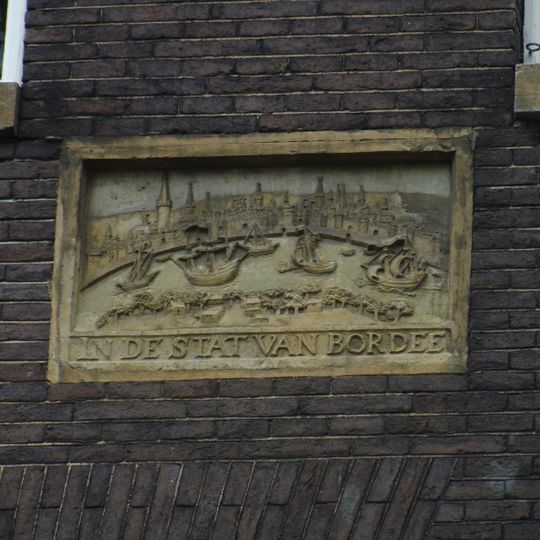 IN DE STAT VAN BORDEE